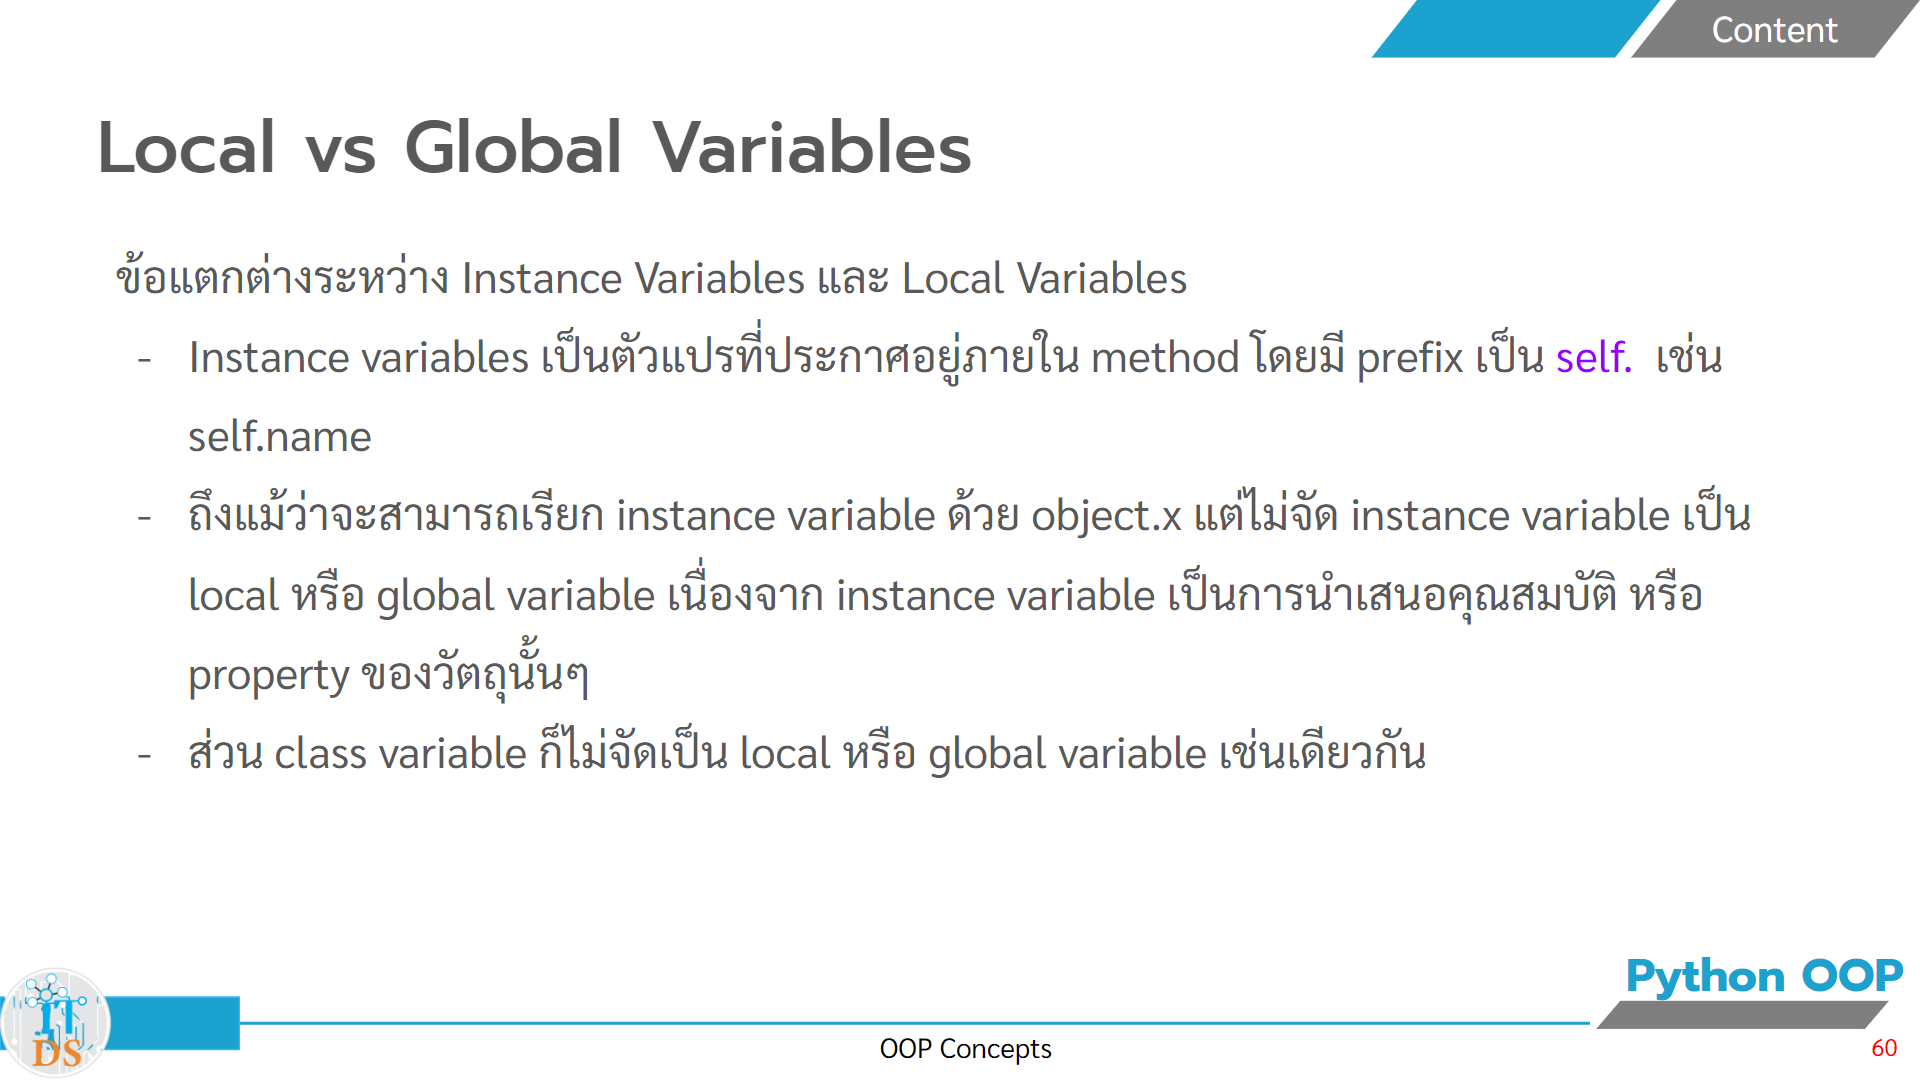 Content
Local vs Global Variables
ข้อแตกต่างระหว่าง Instance Variables และ Local Variables
- Instance variables เป็นตัวแปรที่ประกาศอยู่ภายใน method โดยมี prefix เป็น self. เช่น
self.name
- ถึงแม้ว่าจะสามารถเรียก instance variable ด้วย object.x แต่ไม่จัด instance variable เป็น
local หรือ global variable เนื่องจาก instance variable เป็นการนำเสนอคุณสมบัติ หรือ
property ของวัตถุนั้นๆ
- ส่วน class variable ก็ไม่จัดเป็น local หรือ global variable เช่นเดียวกัน
Python OOP
IT
DS
OOP Concepts
60